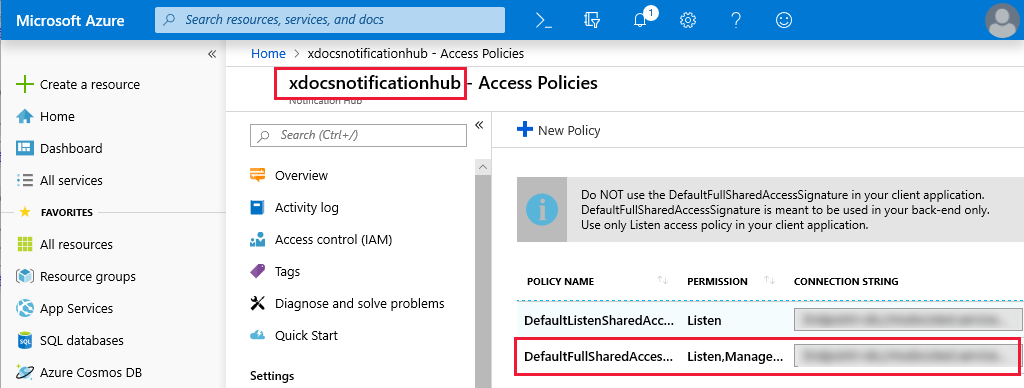 Microsoft Azure
Search resources, services, and docs
1
Home > xdocsnotificationhub - Access Policies
xdocsnotificationhub - Access Policies
Notification Hub
Create a resource
Home
Dashboard
All services
FAVORITES
All resources
Resource groups
App Services
SQL databases
Azure Cosmos DB
Search (Ctrl+/)
Overview
Activity log
Access control (IAM)
Tags
Diagnose and solve problems
Quick Start
Settings
New Policy
Do NOT use the DefaultFullSharedAccessSignature in your client application.
DefaultFullSharedAccessSignature is meant to be used in your back-end only.
Use only Listen access policy in your client application.
POLICY NAME PERMISSION CONNECTION STRING
DefaultListenSharedAcc... Listen
DefaultFullSharedAcces... Listen,Manage...